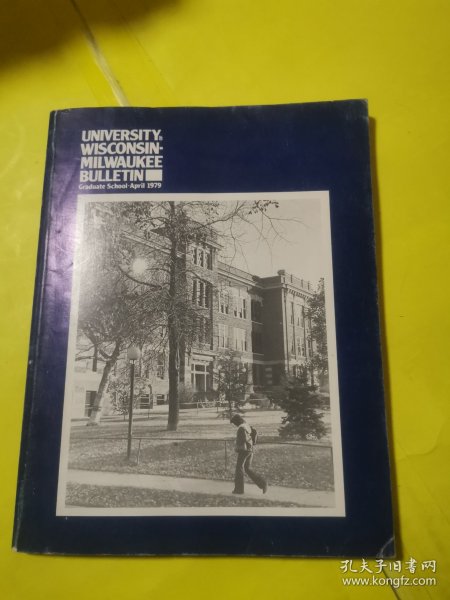 UNIVERSITY of
WISCONSIN-
MILWAUKEE
BULLETIN
Graduate School-April 1979
孔夫子旧书网
www.kongfz.com